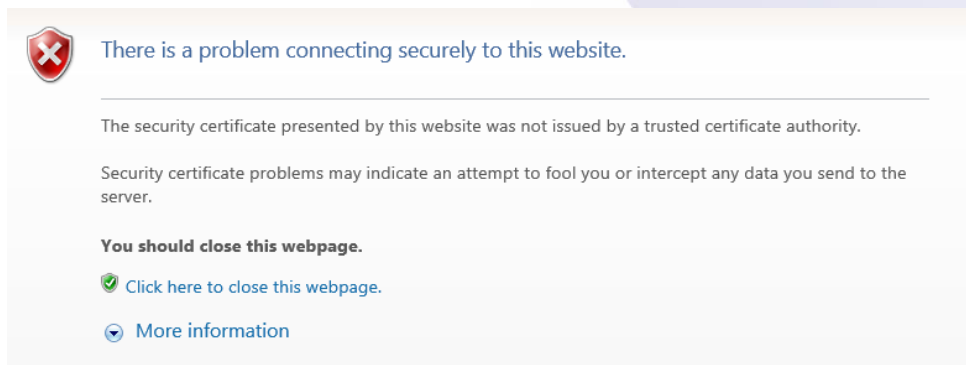 There is a problem connecting securely to this website.
The security certificate presented by this website was not issued by a trusted certificate authority.
Security certificate problems may indicate an attempt to fool you or intercept any data you send to the
server.
You should close this webpage.
Click here to close this webpage.
More information